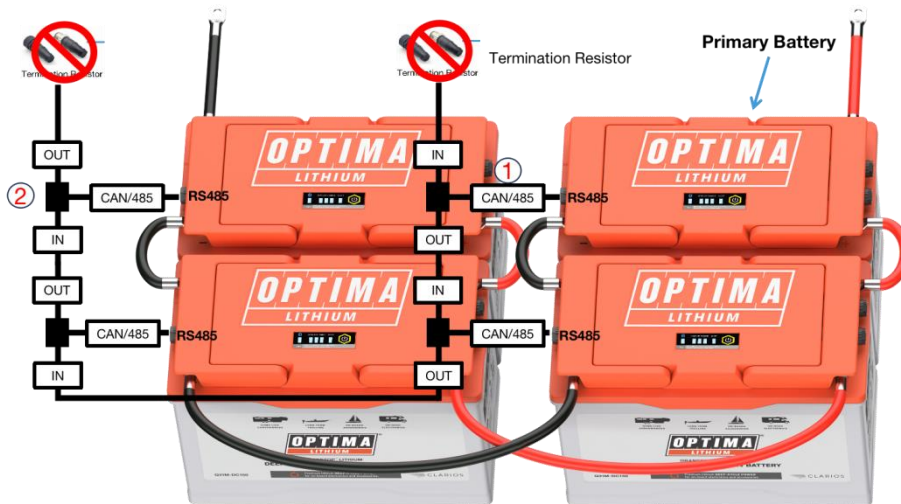 Termination Resistor
Termination Resistor
Termination Resistor
Primary Battery
OUT
IN
OPTIMA
LITHIUM
OPTIMA
LITHIUM
2
CAN/485
RS485
1
CAN/485
RS485
IN
OUT
OUT
IN
OPTIMA
LITHIUM
OPTIMA
LITHIUM
CAN/485
RS485
CAN/485
RS485
IN
OUT
OPTIMA
LITHIUM
CLARIOS
OPTIMA
LITHIUM
BATTERY
CLARIOS